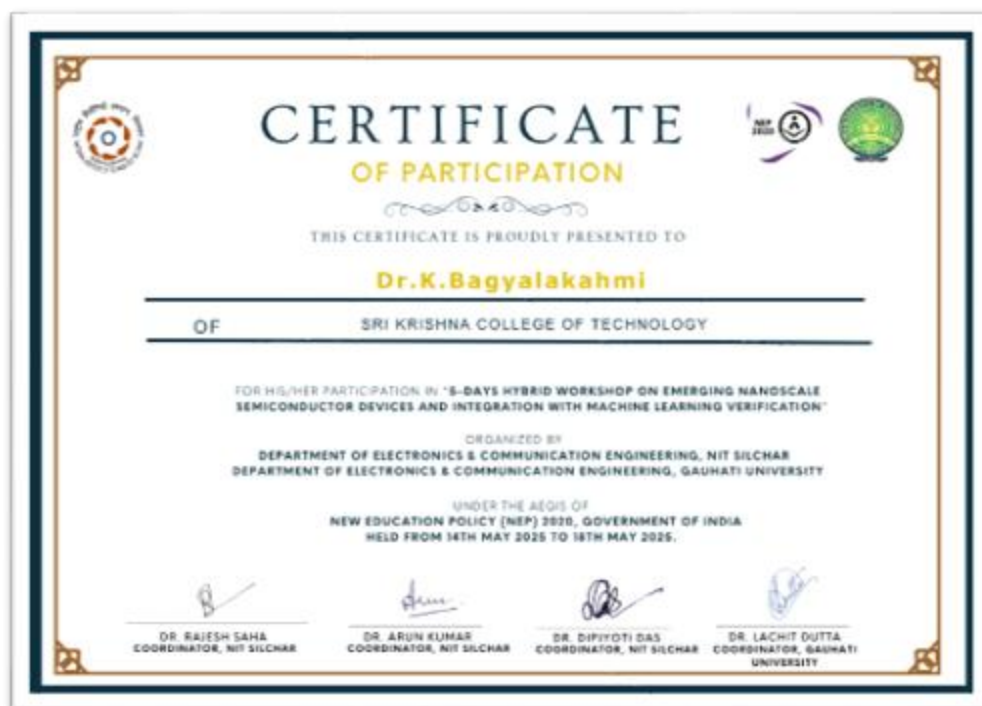 CERTIFICATE
OF PARTICIPATION
THIS CERTIFICATE IS PROUDLY PRESENTED TO
Dr.K.Bagyalakahmi
OF SRI KRISHNA COLLEGE OF TECHNOLOGY
FOR HIS/HER PARTICIPATION IN "5-DAYS HYBRID WORKSHOP ON EMERGING NANOSCALE
SEMICONDUCTOR DEVICES AND INTEGRATION WITH MACHINE LEARNING VERIFICATION"
ORGANIZED BY
DEPARTMENT OF ELECTRONICS & COMMUNICATION ENGINEERING, NIT SILCHAR
DEPARTMENT OF ELECTRONICS & COMMUNICATION ENGINEERING, GAUHATI UNIVERSITY
UNDER THE AEGIS OF
NEW EDUCATION POLICY (NEP) 2020, GOVERNMENT OF INDIA
HELD FROM 14TH MAY 2025 TO 18TH MAY 2025.
NEP
2020
DR. RAJESH SAHA
COORDINATOR, NIT SILCHAR
DR. ARUN KUMAR
COORDINATOR, NIT SILCHAR
DR. DIPJYOTI DAS
COORDINATOR, NIT SILCHAR
DR. LACHIT DUTTA
COORDINATOR, GAUHATI
UNIVERSITY